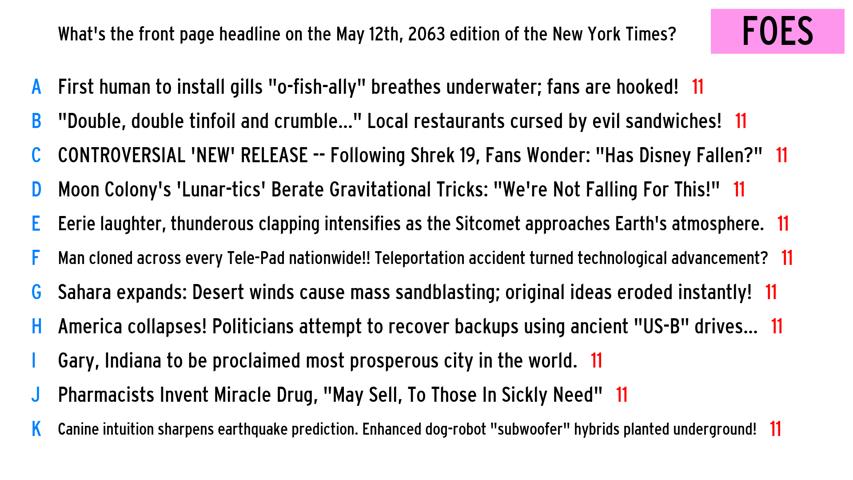 What's the front page headline on the May 12th, 2063 edition of the New York Times?
FOES
A First human to install gills "o-fish-ally" breathes underwater; fans are hooked! 11
B "Double, double tinfoil and crumble..." Local restaurants cursed by evil sandwiches! 11
C CONTROVERSIAL 'NEW' RELEASE -- Following Shrek 19, Fans Wonder: "Has Disney Fallen?" 11
D Moon Colony's 'Lunar-tics' Berate Gravitational Tricks: "We're Not Falling For This!" 11
E Eerie laughter, thunderous clapping intensifies as the Sitcomet approaches Earth's atmosphere. 11
F Man cloned across every Tele-Pad nationwide!! Teleportation accident turned technological advancement? 11
G Sahara expands: Desert winds cause mass sandblasting; original ideas eroded instantly! 11
H America collapses! Politicians attempt to recover backups using ancient "US-B" drives... 11
I Gary, Indiana to be proclaimed most prosperous city in the world. 11
J Pharmacists Invent Miracle Drug, "May Sell, To Those In Sickly Need" 11
K Canine intuition sharpens earthquake prediction. Enhanced dog-robot "subwoofer" hybrids planted underground! 11